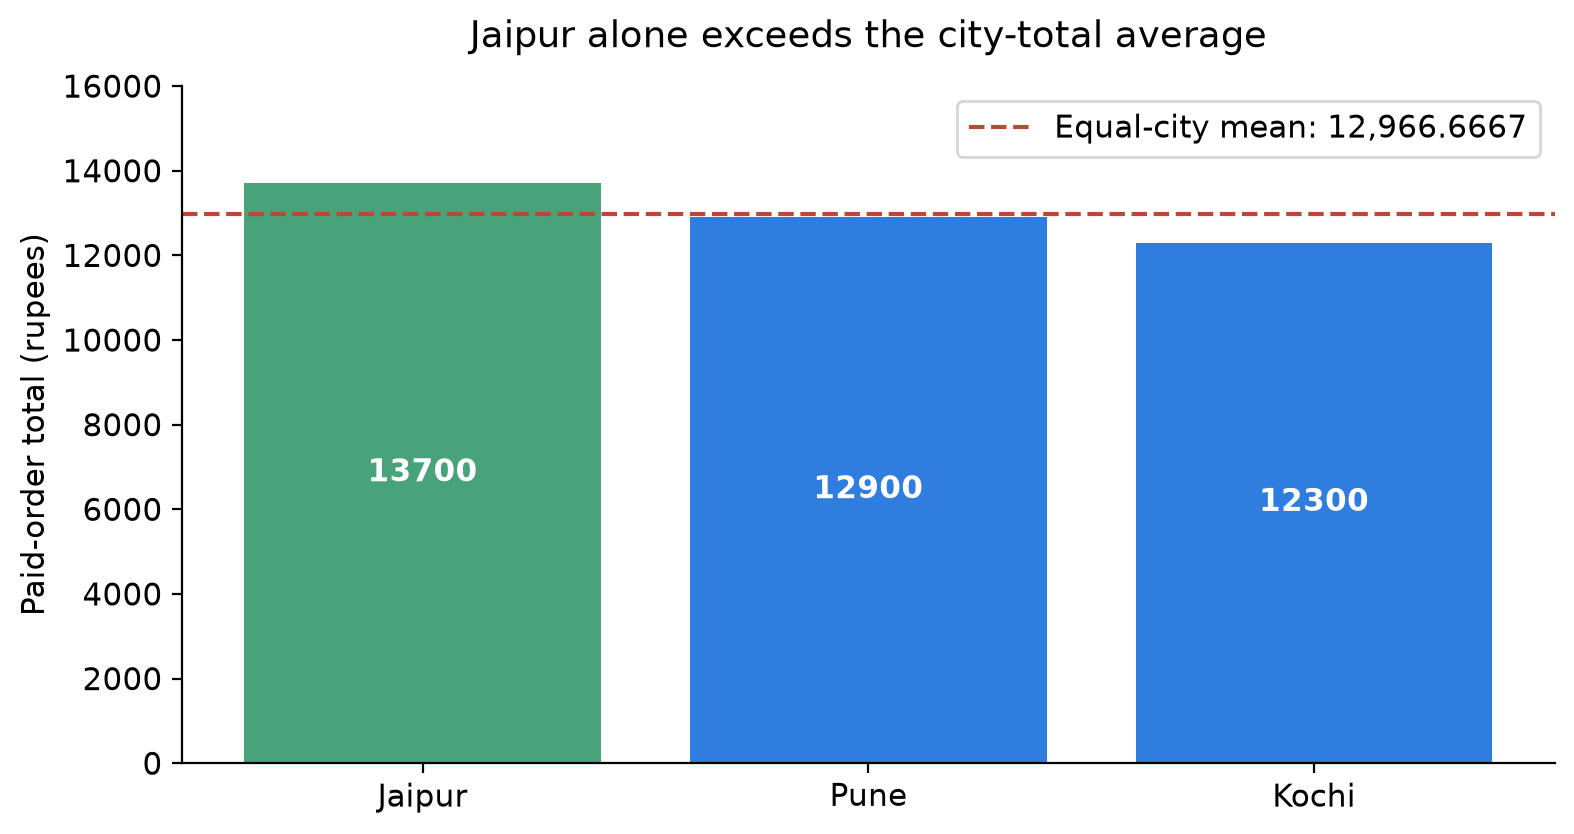 Jaipur alone exceeds the city-total average
Equal-city mean: 12,966.6667
Paid-order total (rupees)
16000
14000
12000
10000
8000
6000
4000
2000
0
13700
12900
12300
Jaipur
Pune
Kochi